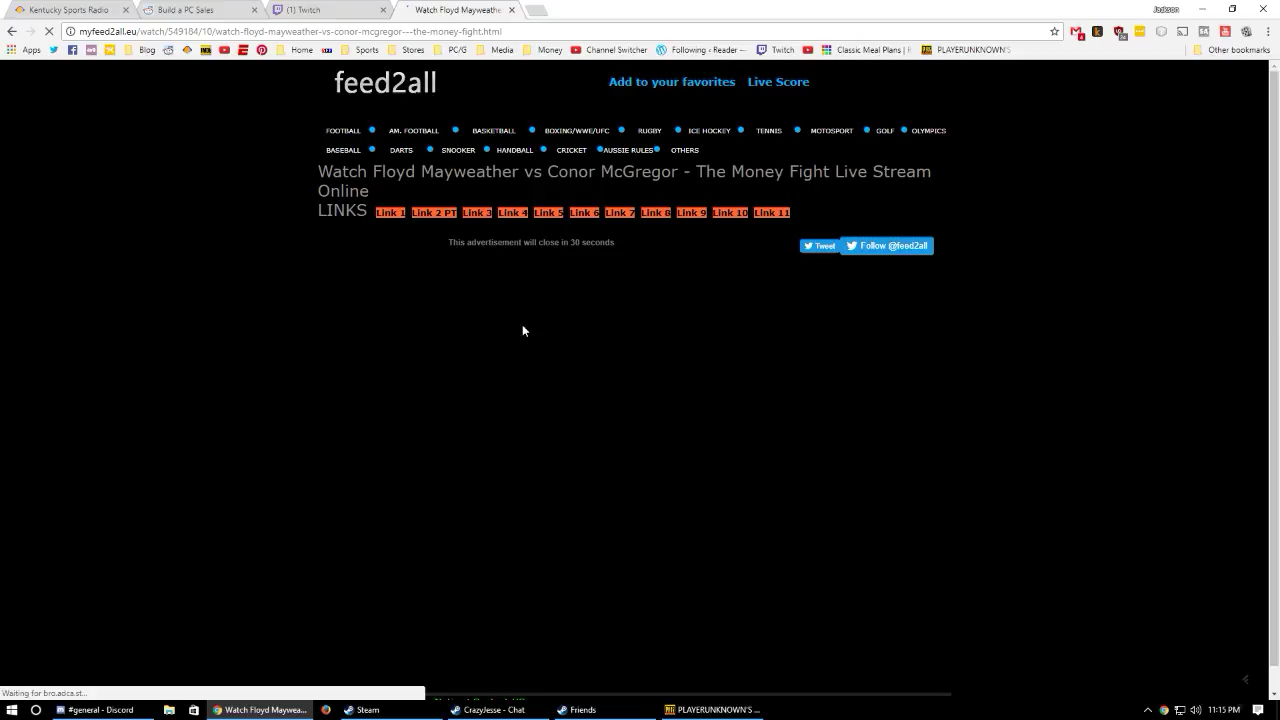 Kentucky Sports Radio
Build a PC Sales
(1) Twitch
Watch Floyd Mayweathe
Jackson
myfeed2all.eu/watch/549184/10/watch-floyd-mayweather-vs-conor-mcgregor---the-money-fight.html
Apps Blog Home Sports Stores PC/G Media Money Channel Switcher Following ‹ Reader — Twitch Classic Meal Plan | PLAYERUNKNOWN'S Other bookmarks
feed2all
Add to your favorites Live Score
FOOTBALL AM. FOOTBALL BASKETBALL BOXING/WWE/UFC RUGBY ICE HOCKEY TENNIS MOTOSPORT GOLF OLYMPICS
BASEBALL DARTS SNOOKER HANDBALL CRICKET AUSSIE RULES OTHERS
Watch Floyd Mayweather vs Conor McGregor - The Money Fight Live Stream
Online
LINKS Link 1 Link 2 PT Link 3 Link 4 Link 5 Link 6 Link 7 Link 8 Link 9 Link 10 Link 11
This advertisement will close in 30 seconds
Tweet Follow @feed2all
Waiting for bro.adca.st...
#general - Discord Watch Floyd Maywea... Steam CrazyJesse - Chat Friends PLAYERUNKNOWN'S ... 11:15 PM